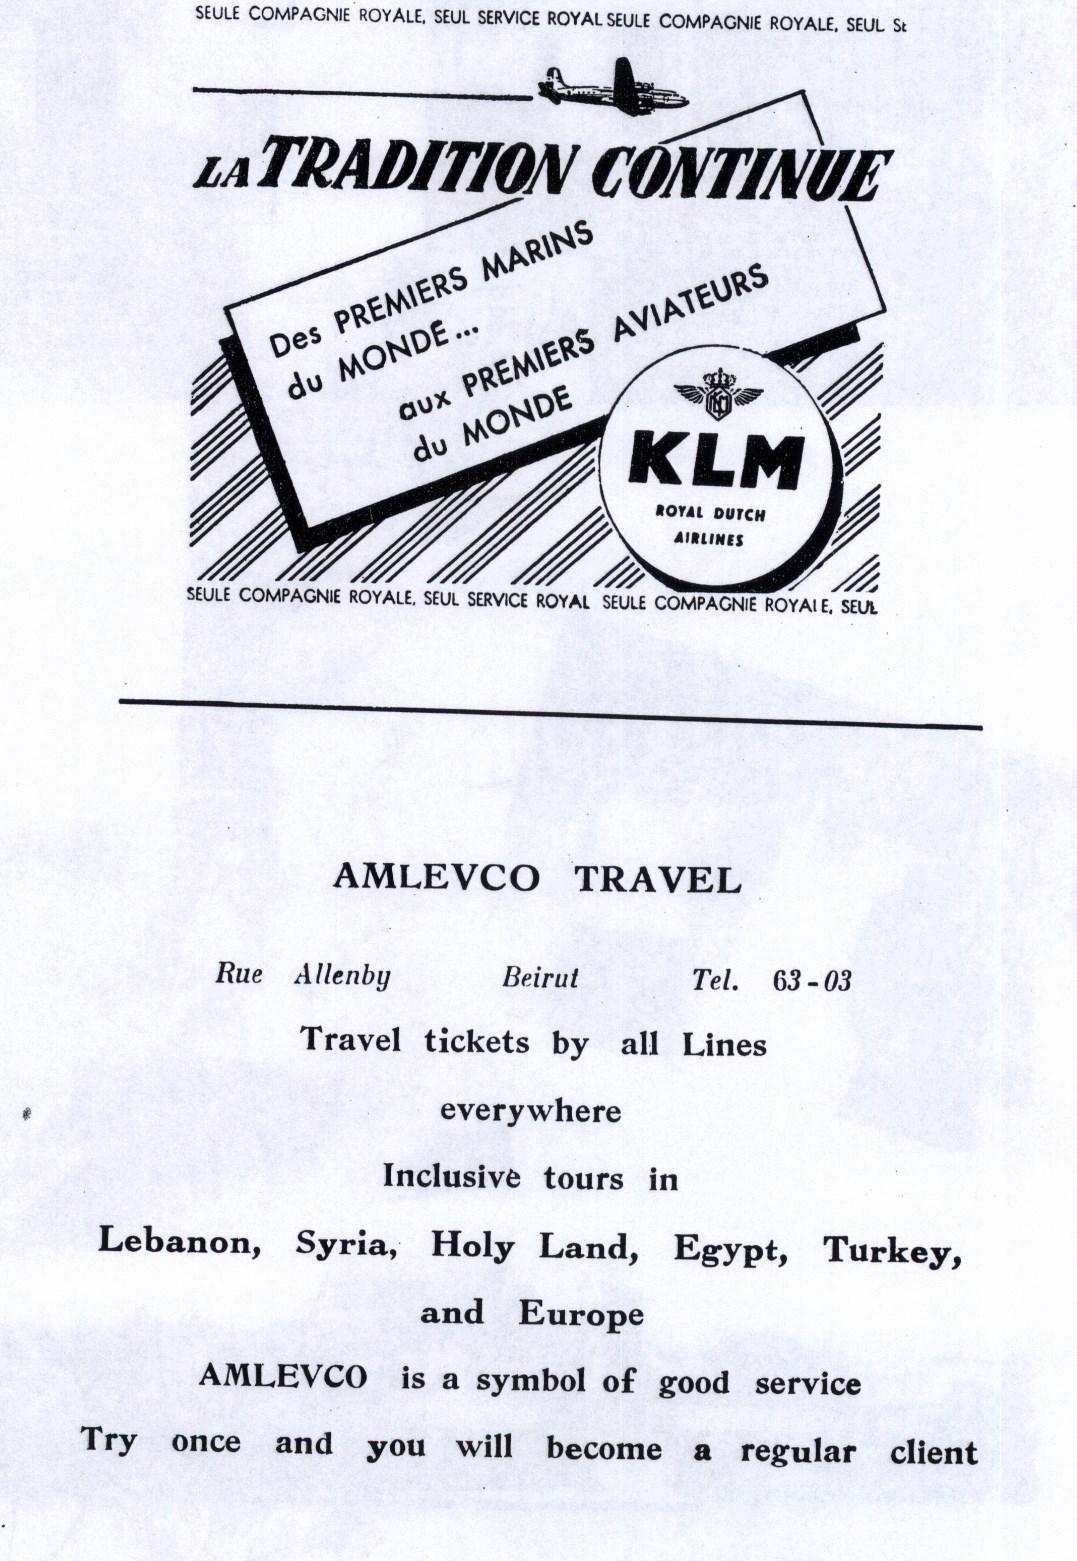 SEULE COMPAGNIE ROYALE, SEUL SERVICE ROYAL SEULE COMPAGNIE ROYALE, SEUL
LA TRADITION CONTINUE
Des PREMIERS MARINS
du MONDE...
aux PREMIERS AVIATEURS
du MONDE
KLM
ROYAL DUTCH
AIRLINES
SEULE COMPAGNIE ROYALE, SEUL SERVICE ROYAL SEULE COMPAGNIE ROYALE, SEUL
AMLEVCO TRAVEL
Rue Allenby Beirut Tel. 63-03
Travel tickets by all Lines
everywhere
Inclusive tours in
Lebanon, Syria, Holy Land, Egypt, Turkey,
and Europe
AMLEVCO is a symbol of good service
Try once and you will become a regular client